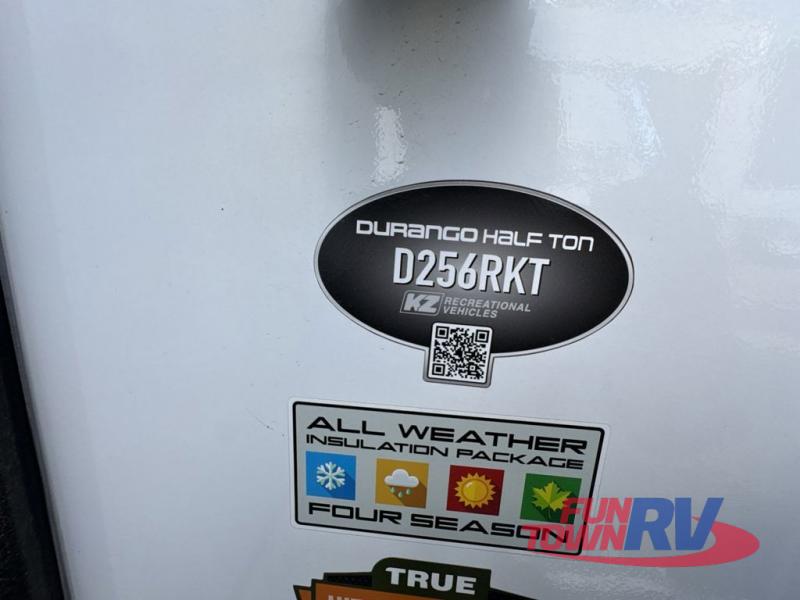 DURANGO HALF TON
D256RKT
KZ RECREATIONAL
VEHICLES
ALL WEATHER
INSULATION PACKAGE
FOUR SEASON
FUN
TOWN RV
TRUE